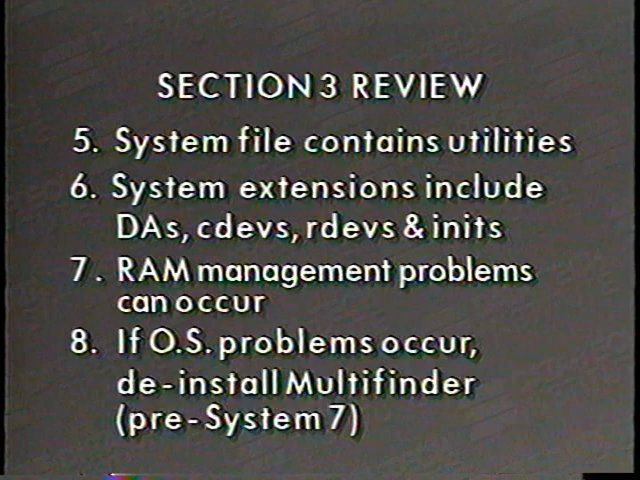 SECTION 3 REVIEW
5. System file contains utilities
6. System extensions include
DAs, cdevs, rdevs & inits
7. RAM management problems
can occur
8. If O.S. problems occur,
de-install Multifinder
(pre-System 7)